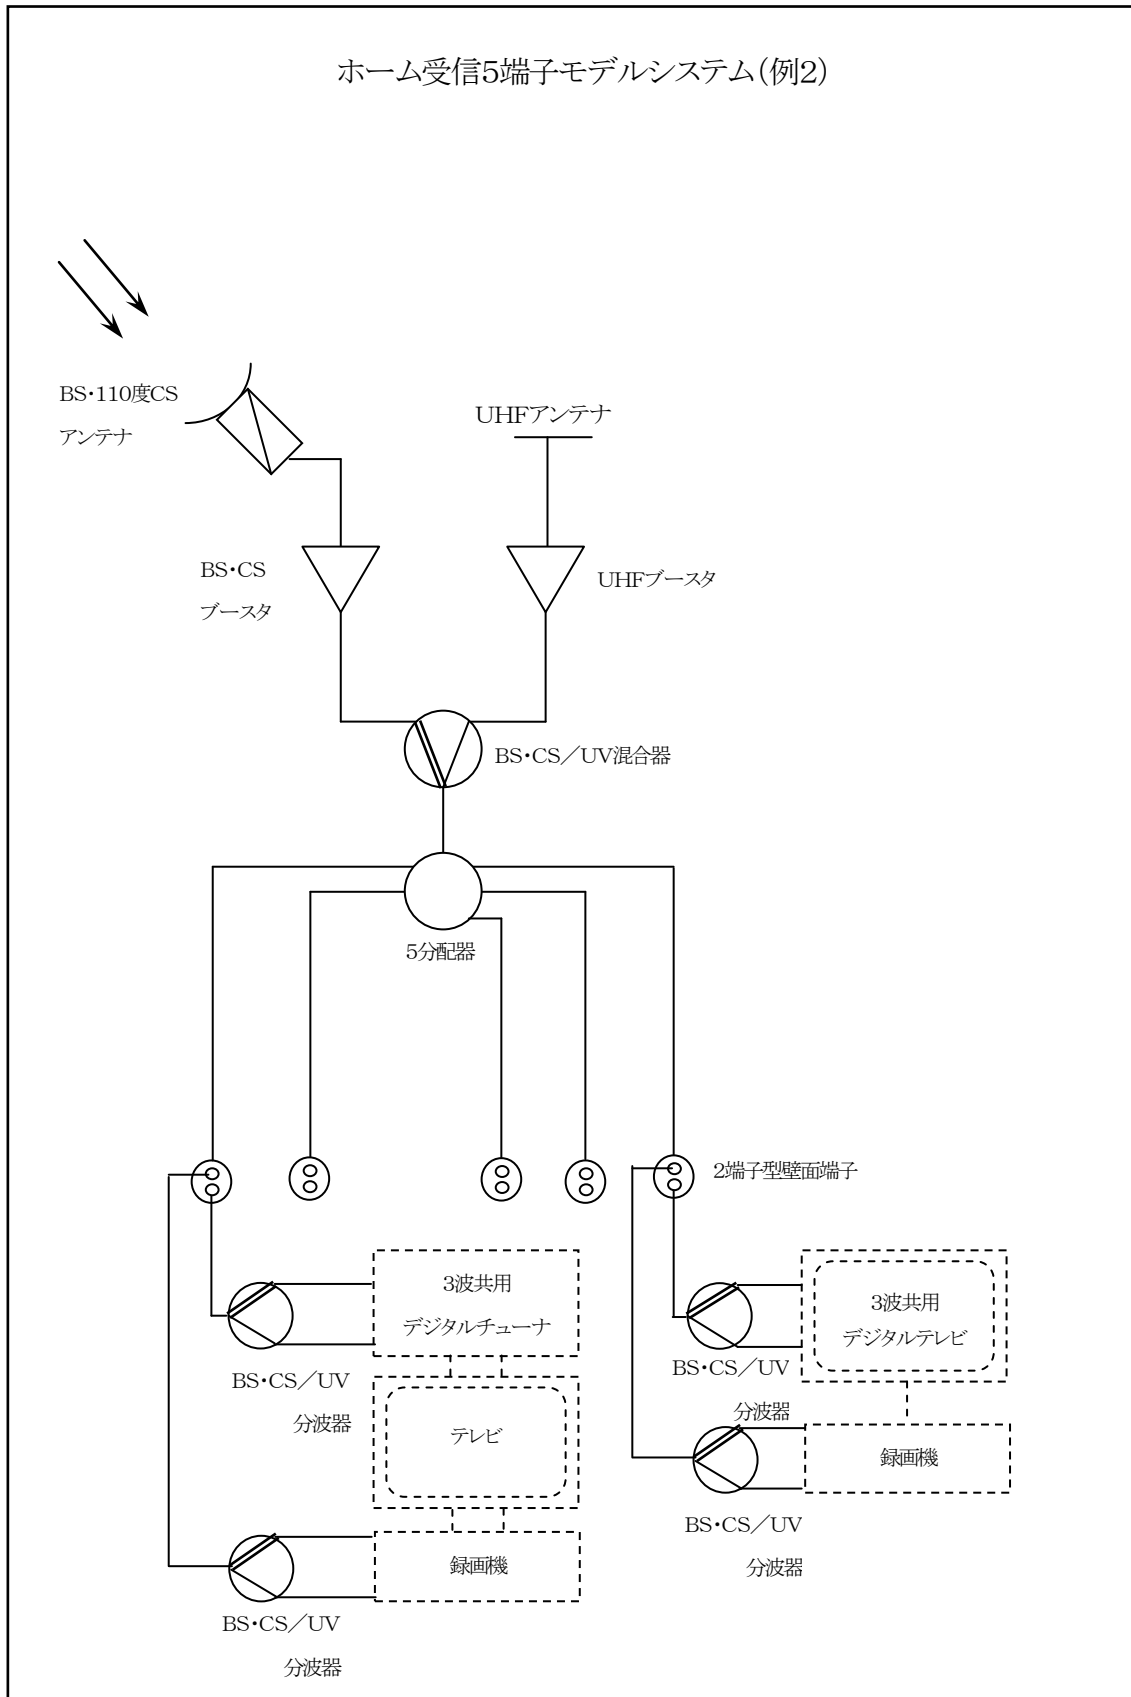 ホーム受信5端子モデルシステム(例2)
BS・110度CS
アンテナ
UHFアンテナ
BS・CS
ブースタ
UHFブースタ
BS・CS／UV混合器
5分配器
2端子型壁面端子
3波共用
デジタルチューナ
BS・CS／UV
分波器
テレビ
録画機
BS・CS／UV
分波器
3波共用
デジタルテレビ
BS・CS／UV
分波器
録画機
BS・CS／UV
分波器